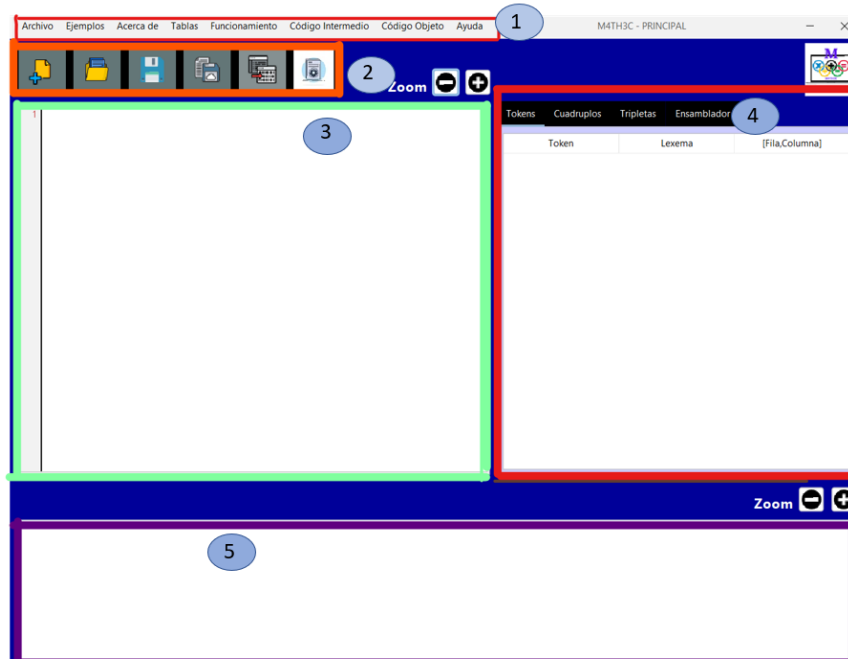 Archivo Ejemplos Acerca de Tablas Funcionamiento Código Intermedio Código Objeto Ayuda 1 M4TH3C - PRINCIPAL
2
Zoom
M
3
1
Tokens Cuadruplos Tripletas Ensamblador 4
Token Lexema [Fila,Columna]
Zoom
5